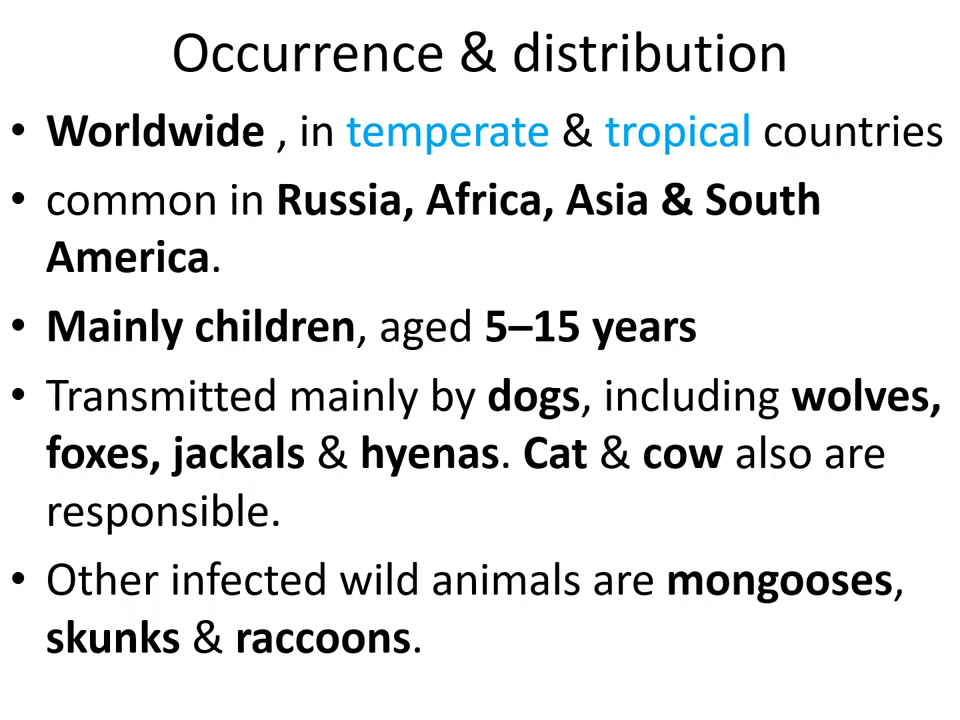 Occurrence & distribution
• Worldwide , in temperate & tropical countries
• common in Russia, Africa, Asia & South
America.
• Mainly children, aged 5–15 years
• Transmitted mainly by dogs, including wolves,
foxes, jackals & hyenas. Cat & cow also are
responsible.
• Other infected wild animals are mongooses,
skunks & raccoons.